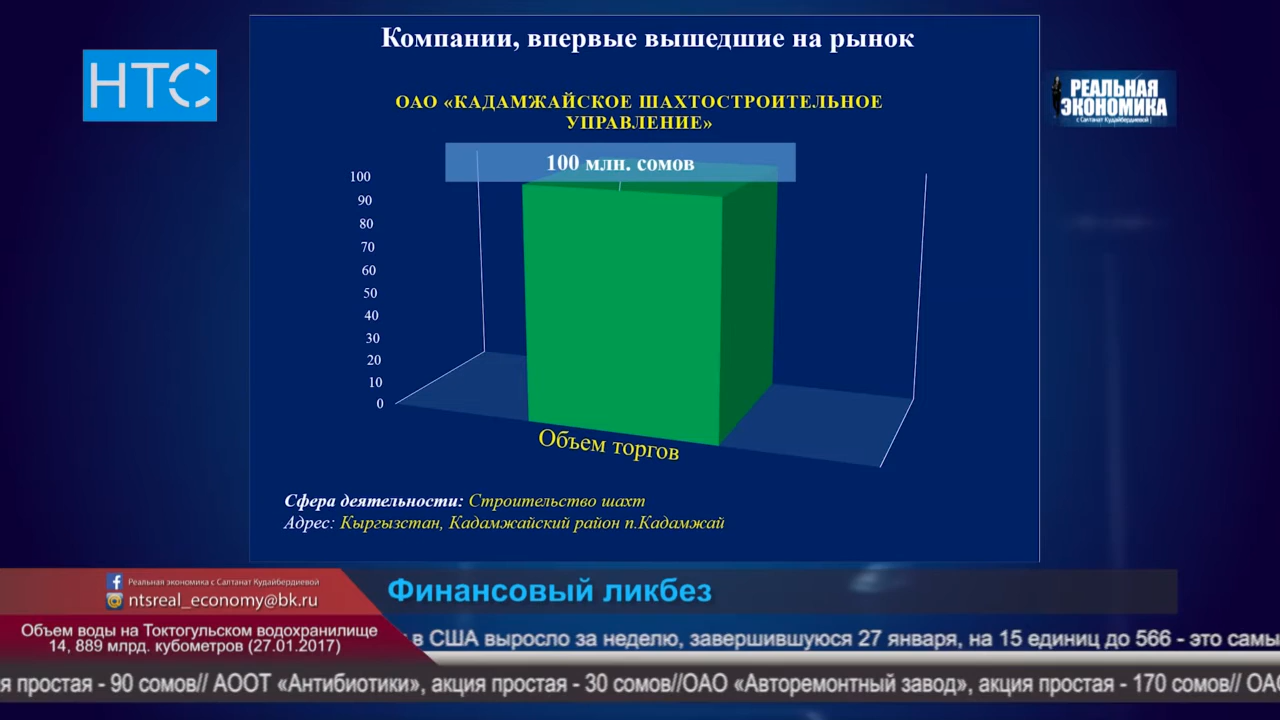 Компании, впервые вышедшие на рынок
НТС
РЕАЛЬНАЯ
ЭКОНОМИКА
с Салтанат Кудайбердиевой
ОАО «КАДАМЖАЙСКОЕ ШАХТОСТРОИТЕЛЬНОЕ
УПРАВЛЕНИЕ»
100 млн. сомов
100
90
80
70
60
50
40
30
20
10
0
Объем торгов
Сфера деятельности: Строительство шахт
Адрес: Кыргызстан, Кадамжайский район п.Кадамжай
Реальная экономика с Салтанат Кудайбердиевой
ntsreal_economy@bk.ru
Финансовый ликбез
Объем воды на Токтогульском водохранилище
14, 889 млрд. кубометров (27.01.2017)
в США выросло за неделю, завершившуюся 27 января, на 15 единиц до 566 - это самы
я простая - 90 сомов// АООТ «Антибиотики», акция простая - 30 сомов//ОАО «Авторемонтный завод», акция простая - 170 сомов// ОАО